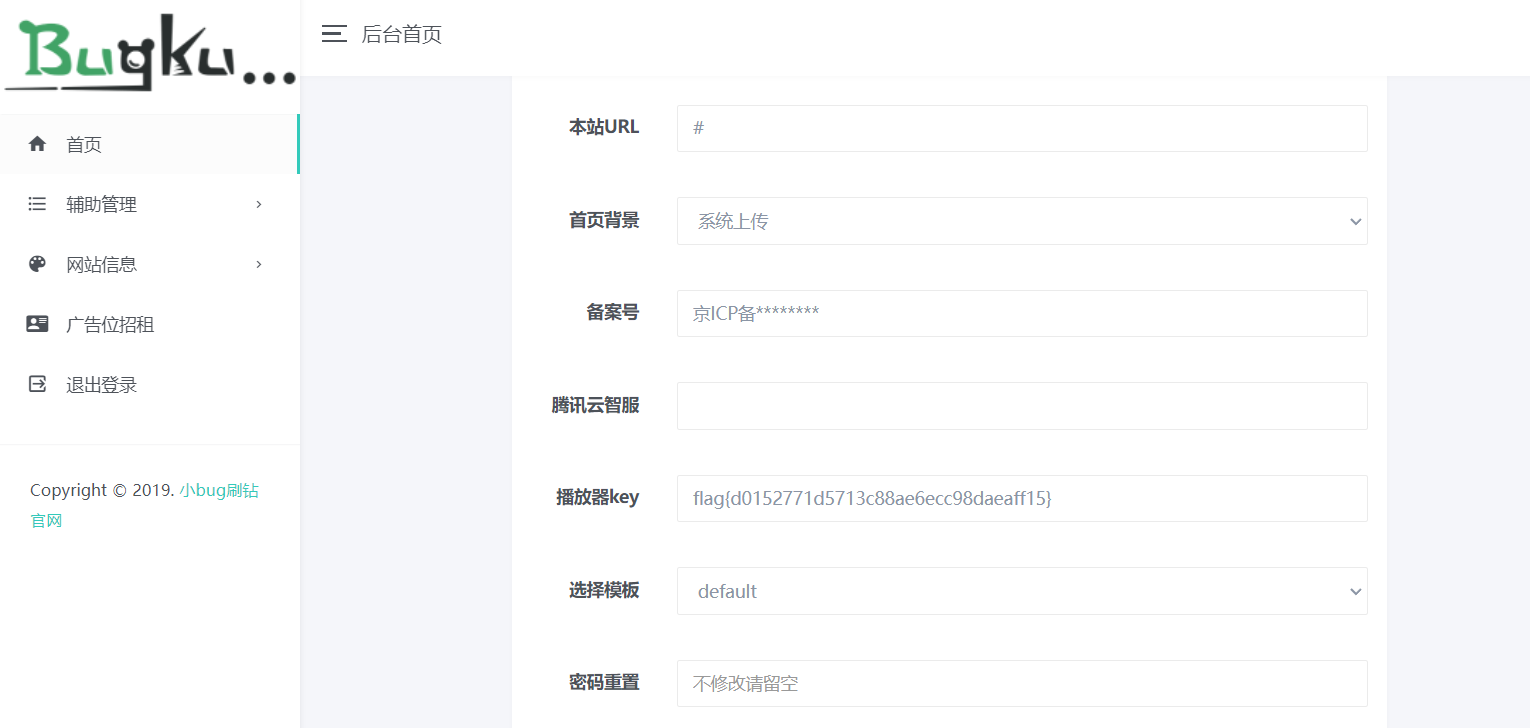 Bugku...
后台首页
首页
辅助管理
网站信息
广告位招租
退出登录
Copyright © 2019. 小bug刷钻
官网
本站URL
#
首页背景
系统上传
备案号
京ICP备********
腾讯云智服
播放器key
flag{d0152771d5713c88ae6ecc98daeaff15}
选择模板
default
密码重置
不修改请留空